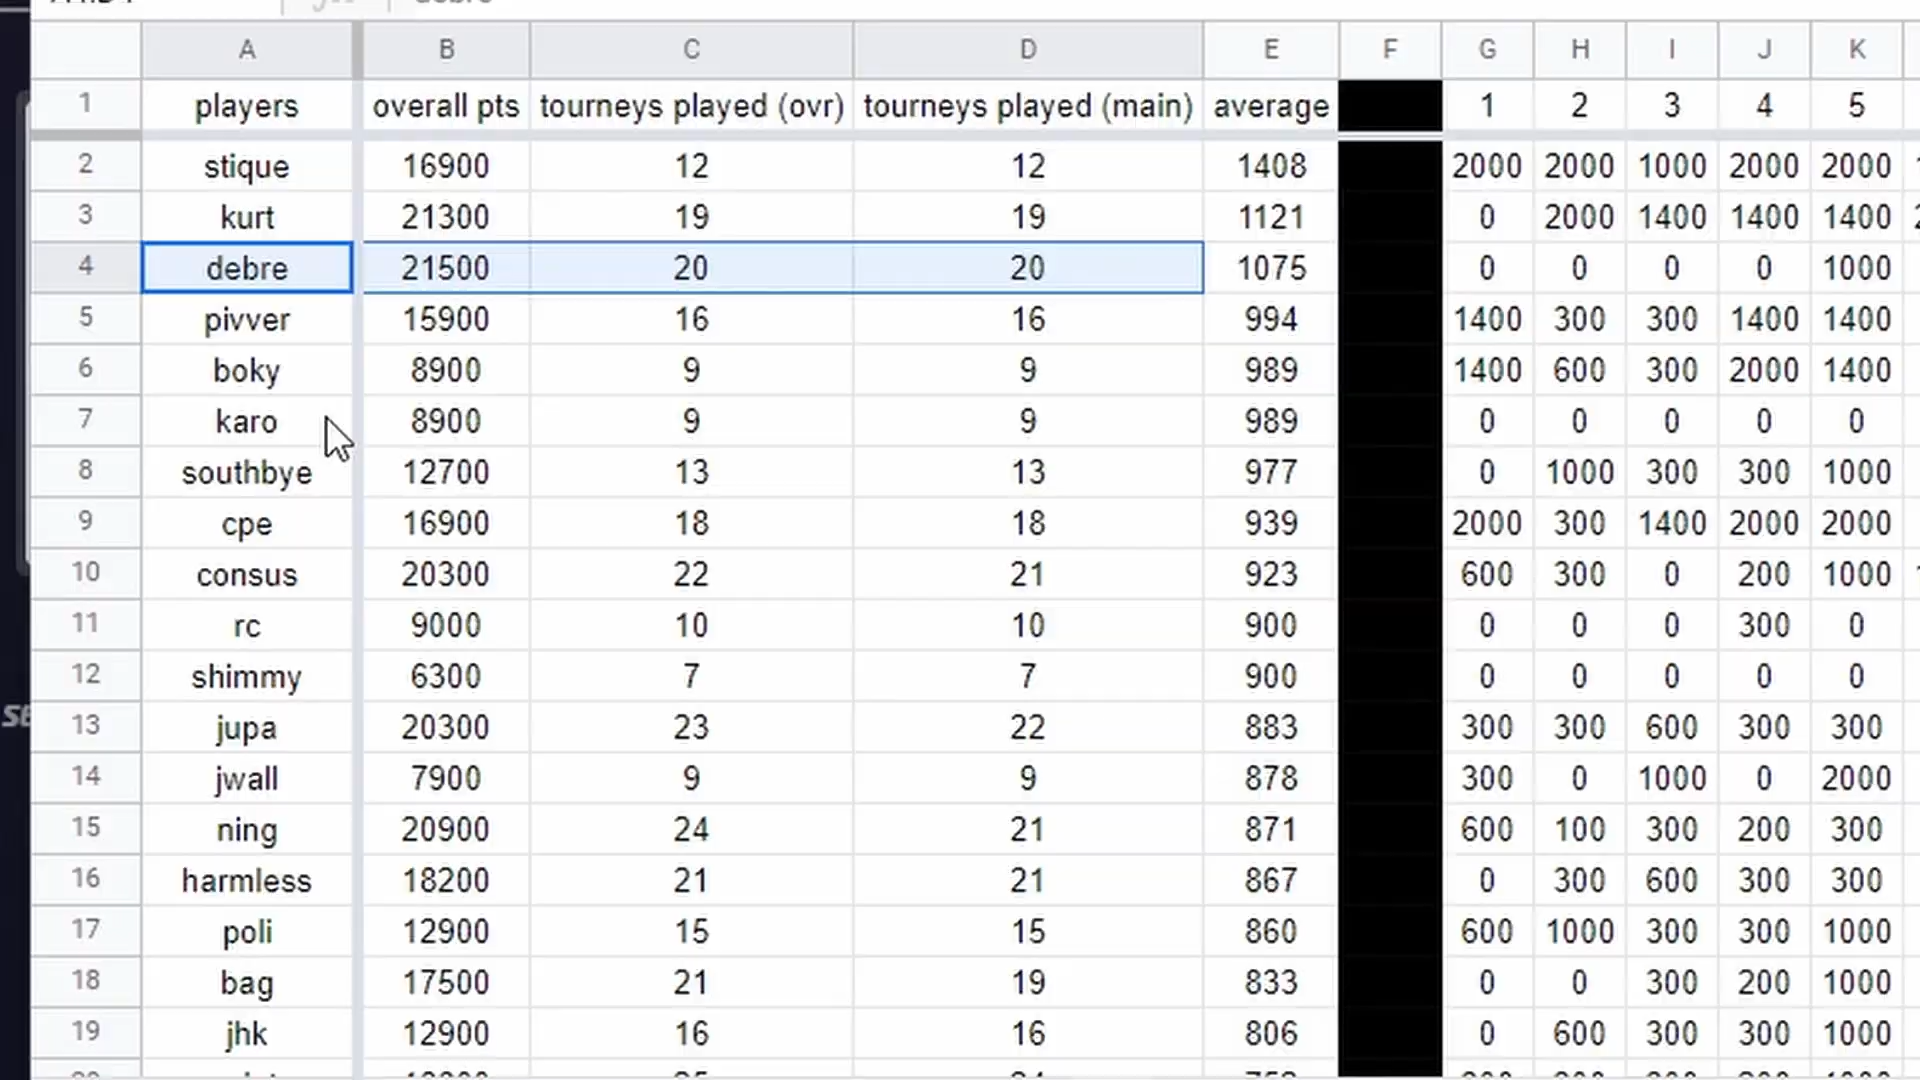 debre
A B C D E F G H I J K
1 players overall pts tourneys played (ovr) tourneys played (main) average 1 2 3 4 5
2 stique 16900 12 12 1408 2000 2000 1000 2000 2000
3 kurt 21300 19 19 1121 0 2000 1400 1400 1400
4 debre 21500 20 20 1075 0 0 0 0 1000
5 pivver 15900 16 16 994 1400 300 300 1400 1400
6 boky 8900 9 9 989 1400 600 300 2000 1400
7 karo 8900 9 9 989 0 0 0 0 0
8 southbye 12700 13 13 977 0 1000 300 300 1000
9 cpe 16900 18 18 939 2000 300 1400 2000 2000
10 consus 20300 22 21 923 600 300 0 200 1000
11 rc 9000 10 10 900 0 0 0 300 0
12 shimmy 6300 7 7 900 0 0 0 0 0
13 jupa 20300 23 22 883 300 300 600 300 300
14 jwall 7900 9 9 878 300 0 1000 0 2000
15 ning 20900 24 21 871 600 100 300 200 300
16 harmless 18200 21 21 867 0 300 600 300 300
17 poli 12900 15 15 860 600 1000 300 300 1000
18 bag 17500 21 19 833 0 0 300 200 1000
19 jhk 12900 16 16 806 0 600 300 300 1000